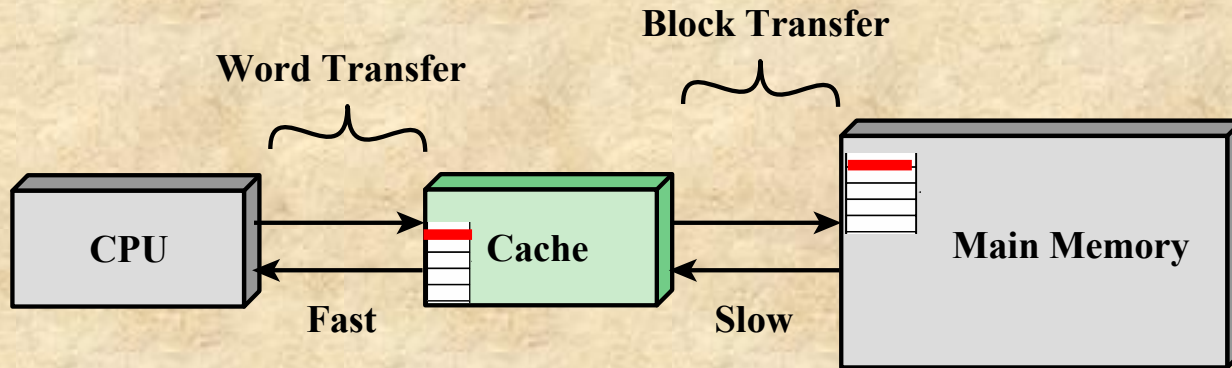 Block Transfer
Word Transfer
CPU
Cache
Main Memory
Fast
Slow